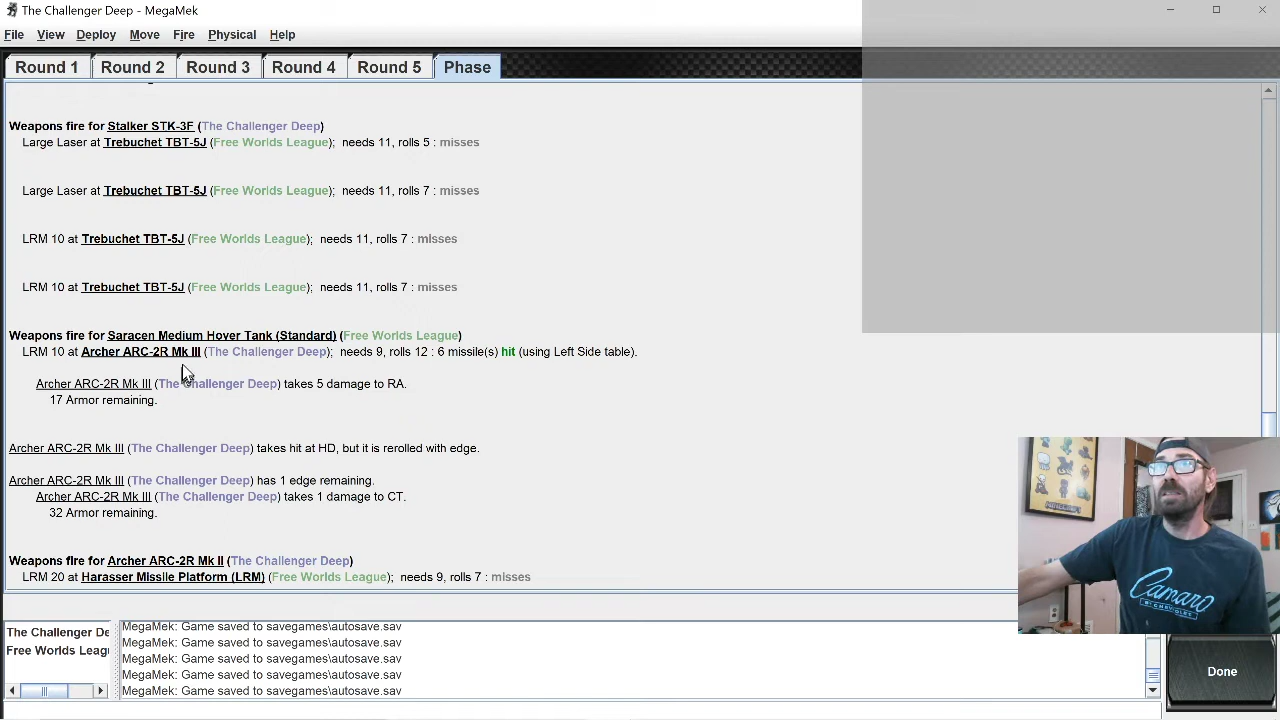 The Challenger Deep - MegaMek
File View Deploy Move Fire Physical Help
Round 1 Round 2 Round 3 Round 4 Round 5 Phase
Weapons fire for Stalker STK-3F (The Challenger Deep)
Large Laser at Trebuchet TBT-5J (Free Worlds League); needs 11, rolls 5 : misses
Large Laser at Trebuchet TBT-5J (Free Worlds League); needs 11, rolls 7 : misses
LRM 10 at Trebuchet TBT-5J (Free Worlds League); needs 11, rolls 7 : misses
LRM 10 at Trebuchet TBT-5J (Free Worlds League); needs 11, rolls 7 : misses
Weapons fire for Saracen Medium Hover Tank (Standard) (Free Worlds League)
LRM 10 at Archer ARC-2R Mk III (The Challenger Deep); needs 9, rolls 12 : 6 missile(s) hit (using Left Side table).
Archer ARC-2R Mk III (The Challenger Deep) takes 5 damage to RA.
17 Armor remaining.
Archer ARC-2R Mk III (The Challenger Deep) takes hit at HD, but it is rerolled with edge.
Archer ARC-2R Mk III (The Challenger Deep) has 1 edge remaining.
Archer ARC-2R Mk III (The Challenger Deep) takes 1 damage to CT.
32 Armor remaining.
Weapons fire for Archer ARC-2R Mk II (The Challenger Deep)
LRM 20 at Harasser Missile Platform (LRM) (Free Worlds League); needs 9, rolls 7 : misses
The Challenger De
Free Worlds Leag
MegaMek: Game saved to savegames\autosave.sav
MegaMek: Game saved to savegames\autosave.sav
MegaMek: Game saved to savegames\autosave.sav
MegaMek: Game saved to savegames\autosave.sav
MegaMek: Game saved to savegames\autosave.sav
Done
Camaro
BY CHEVROLET